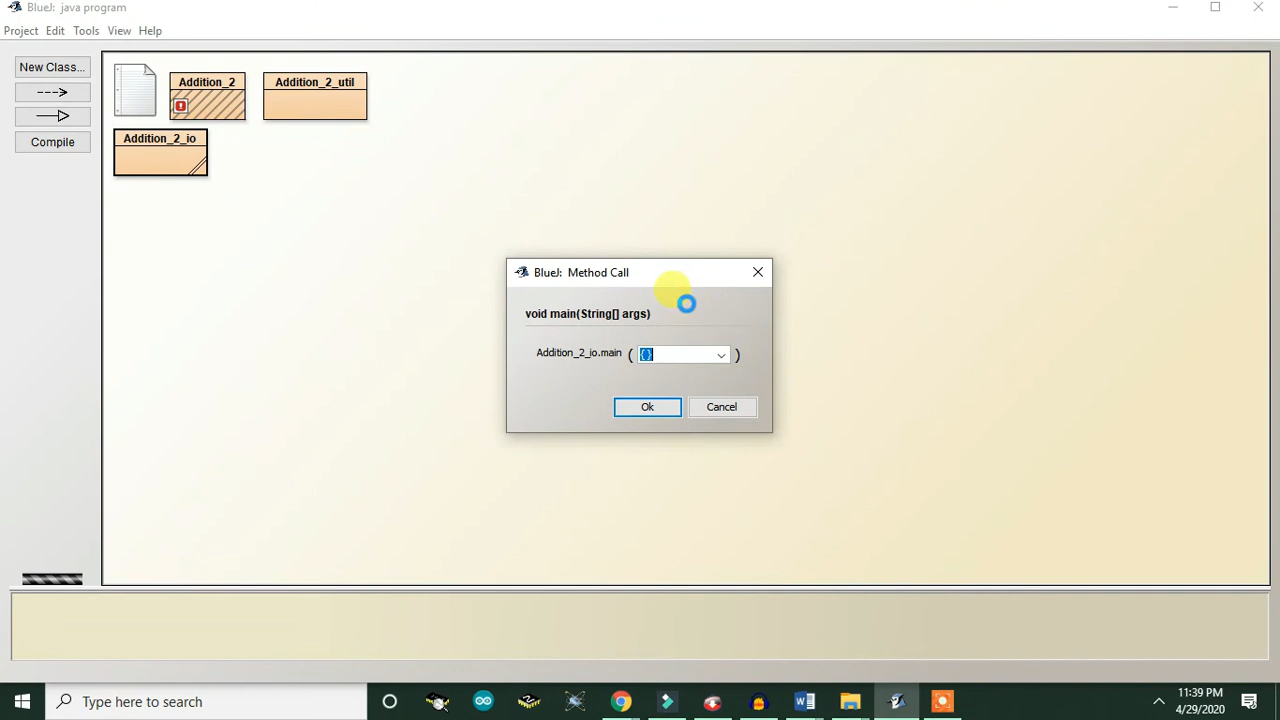 BlueJ: java program
Project Edit Tools View Help
New Class...
Compile
Addition_2
Addition_2_util
Addition_2_io
BlueJ: Method Call
void main(String[] args)
Addition_2_io.main ( { } )
Ok
Cancel
Type here to search
11:39 PM
4/29/2020